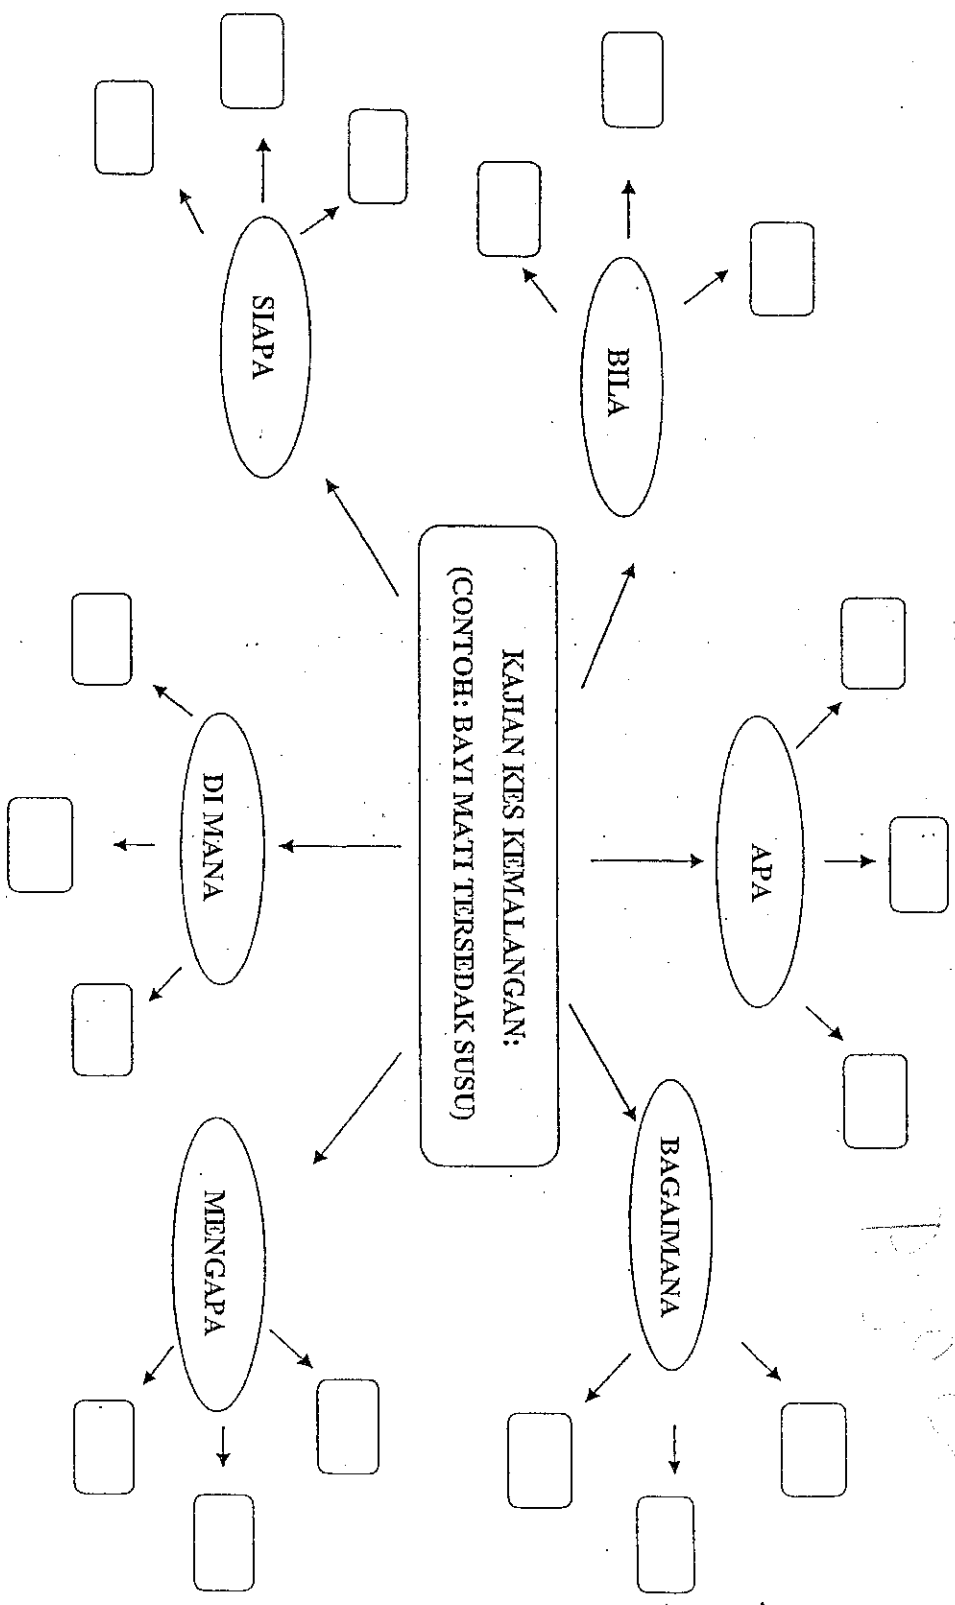 APA
BILA
BAGAIMANA
KAJIAN KES KEMALANGAN:
(CONTOH: BAYI MATI TERSEDAK SUSU)
SIAPA
DI MANA
MENGAPA